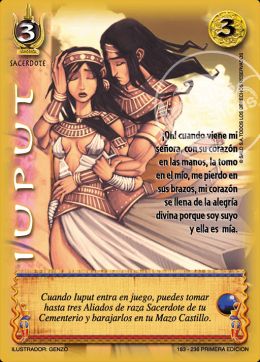 3
3
SACERDOTE
IUPUT
¡Oh! cuando viene mi
señora, con su corazón
en las manos, la tomo
en el mío, me pierdo en
sus brazos, mi corazón
se llena de la alegría
divina porque soy suyo
y ella es mía.
Cuando Iuput entra en juego, puedes tomar
hasta tres Aliados de raza Sacerdote de tu
Cementerio y barajarlos en tu Mazo Castillo.
ILUSTRADOR: GENZO
183 - 236 PRIMERA EDICION